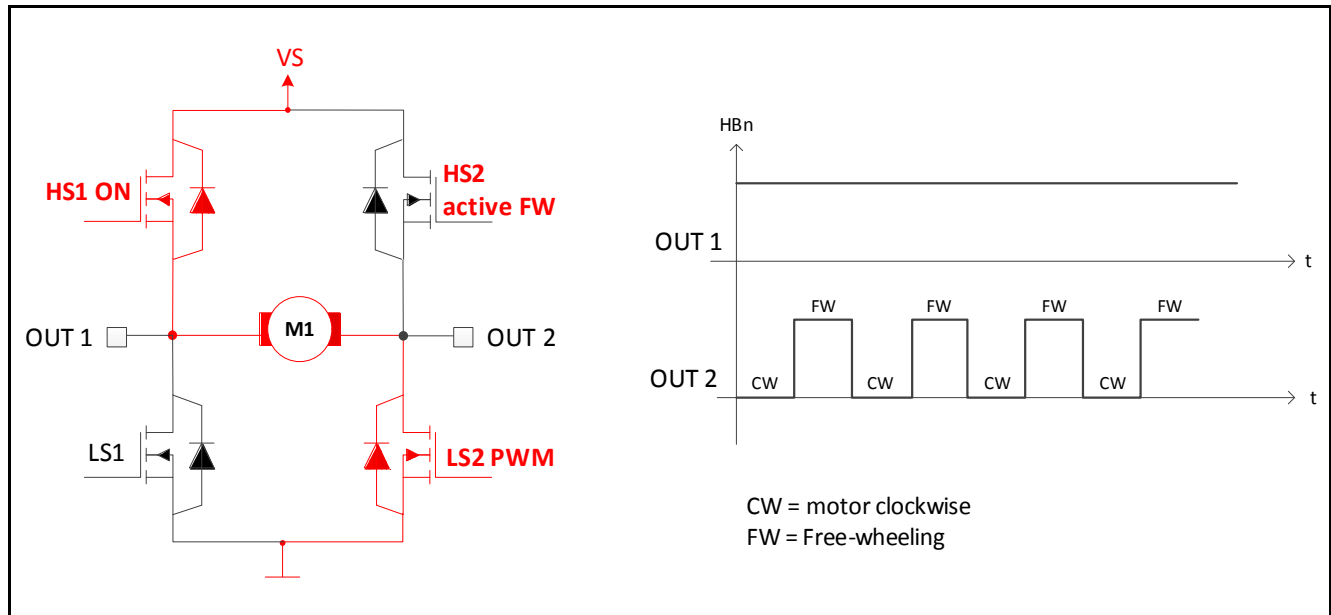 VS
HS1 ON
HS2
active FW
OUT 1
M1
OUT 2
LS1
LS2 PWM
HBn
OUT 1
t
FW
FW
FW
FW
OUT 2
CW
CW
CW
CW
t
CW = motor clockwise
FW = Free-wheeling